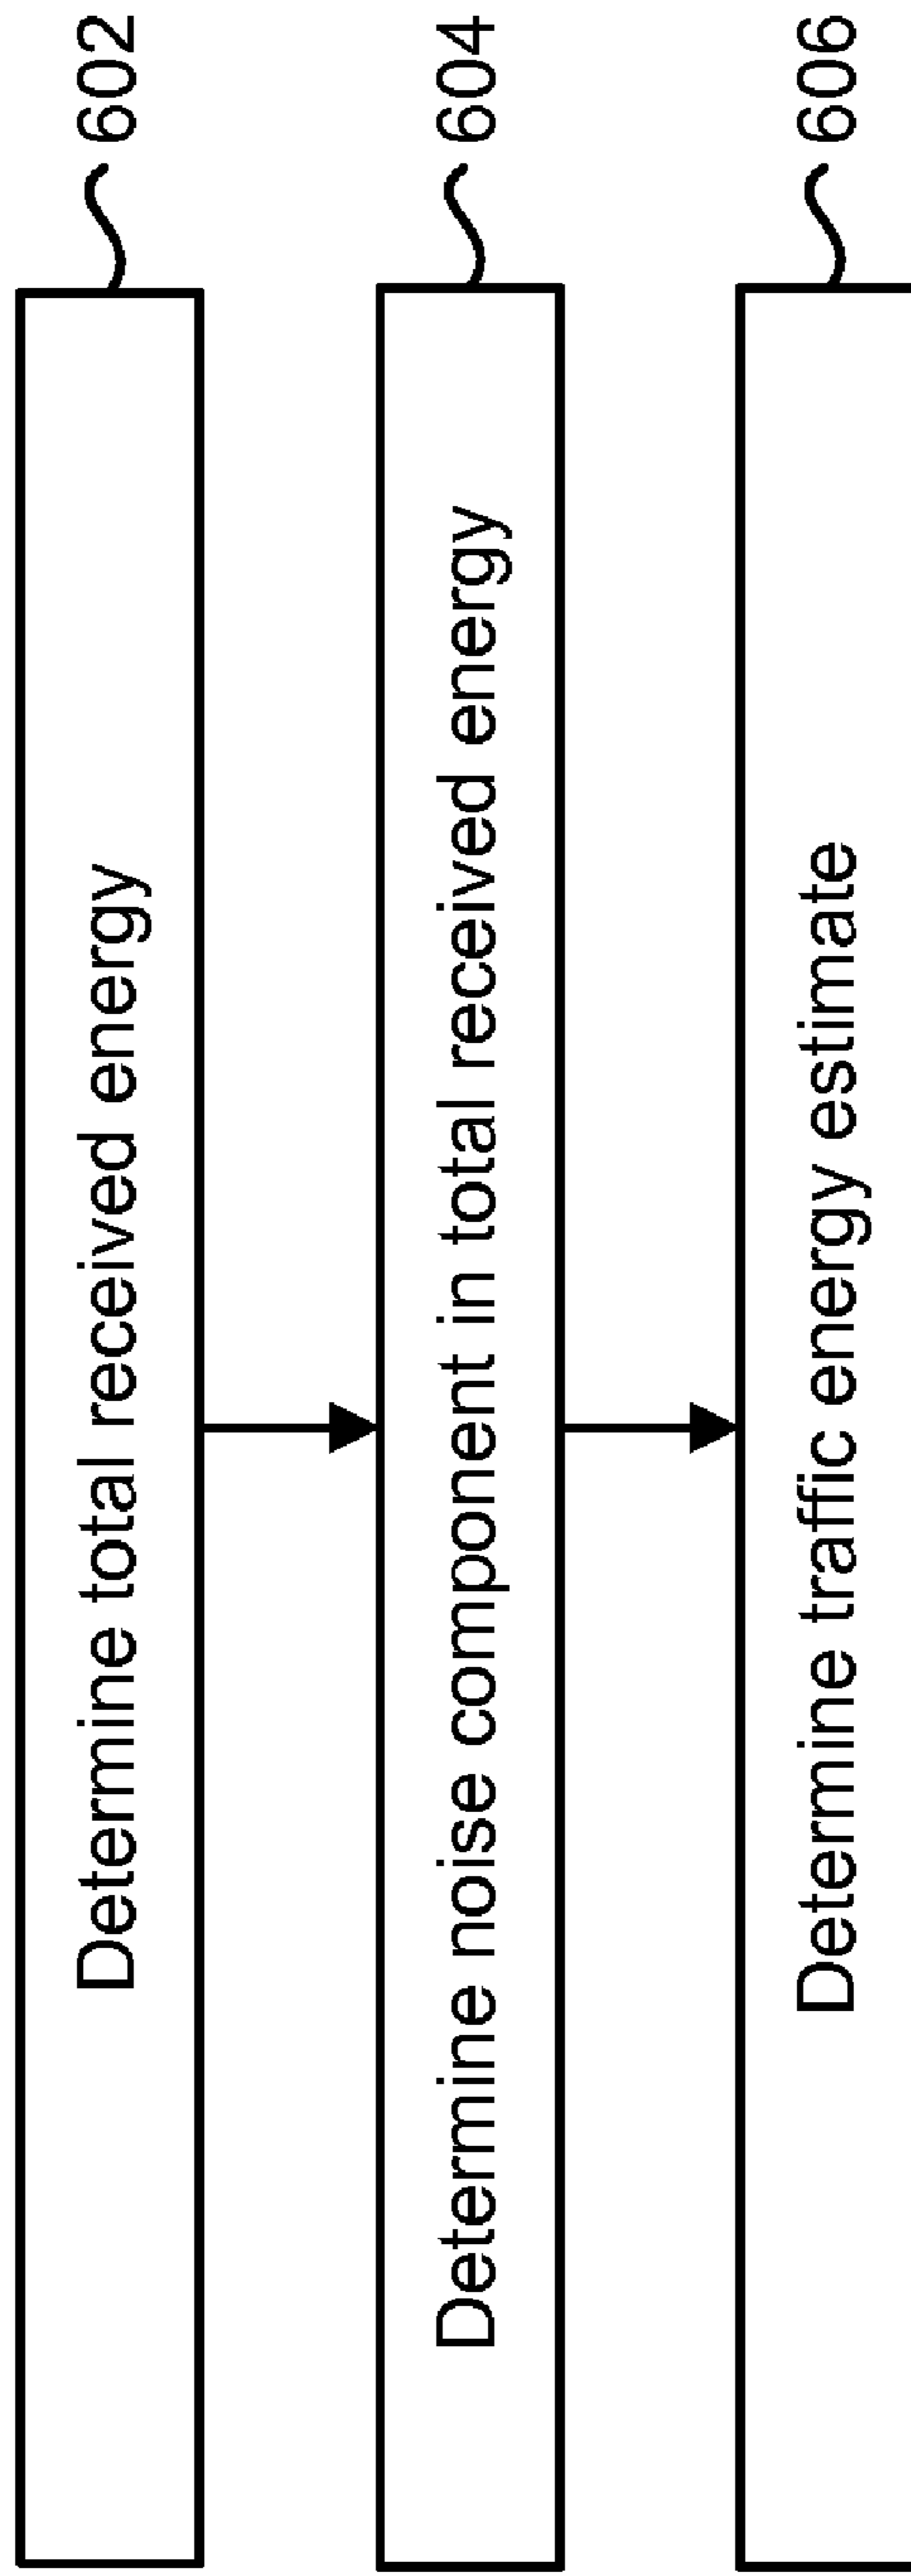 Determine total received energy 602
Determine noise component in total received energy 604
Determine traffic energy estimate 606